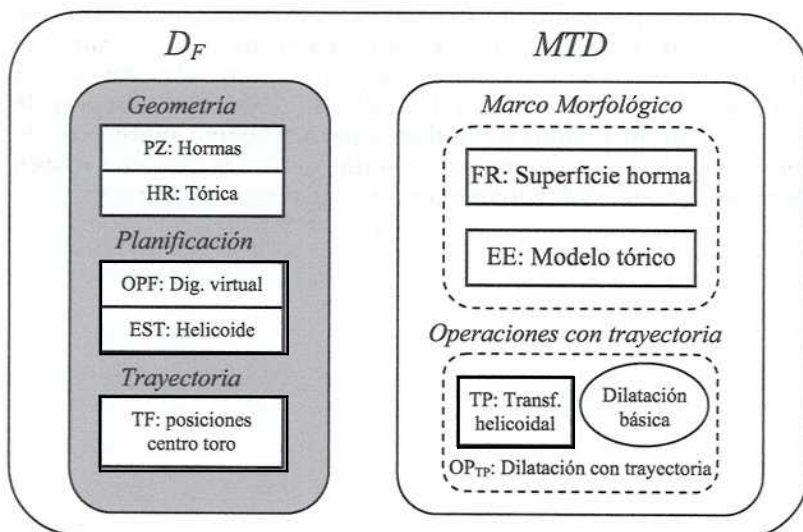 D_F
Geometría
PZ: Hormas
HR: Tórica
Planificación
OPF: Dig. virtual
EST: Helicoide
Trayectoria
TF: posiciones
centro toro
MTD
Marco Morfológico
FR: Superficie horma
EE: Modelo tórico
Operaciones con trayectoria
TP: Transf.
helicoidal
Dilatación
básica
OP_TP: Dilatación con trayectoria